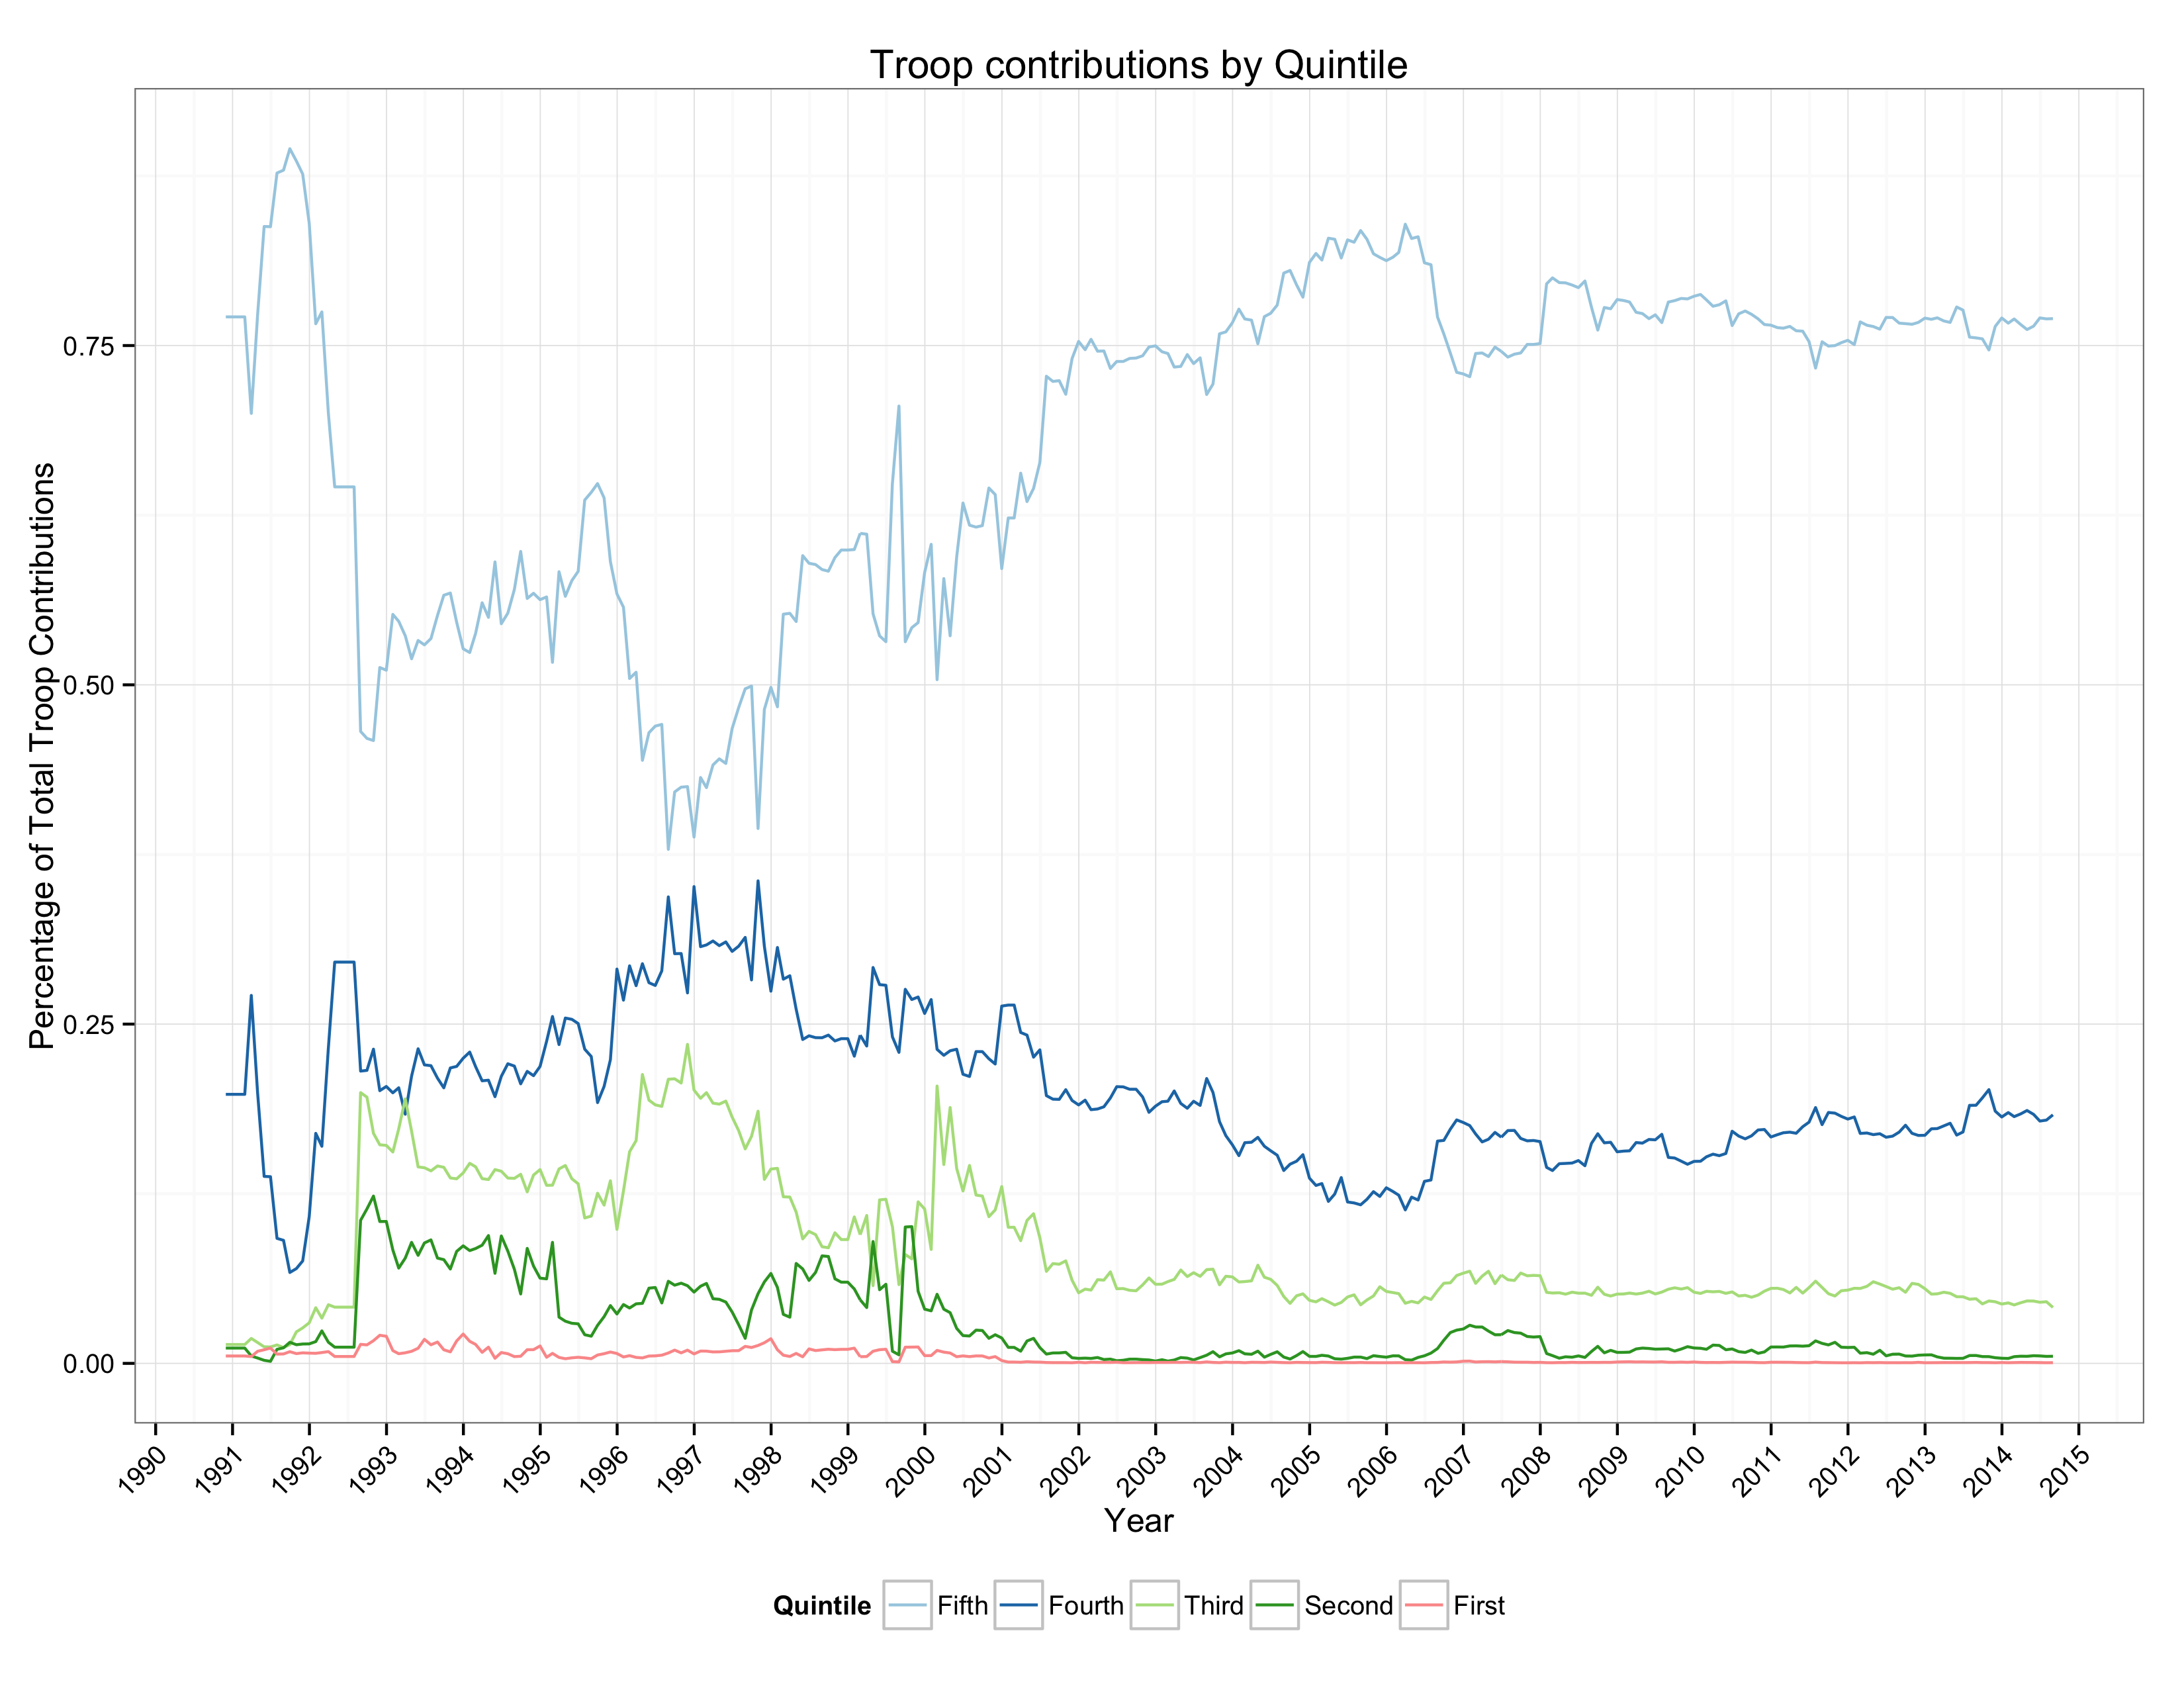 Troop contributions by Quintile
Percentage of Total Troop Contributions
0.75
0.50
0.25
0.00
1990 1991 1992 1993 1994 1995 1996 1997 1998 1999 2000 2001 2002 2003 2004 2005 2006 2007 2008 2009 2010 2011 2012 2013 2014 2015
Year
Quintile Fifth Fourth Third Second First